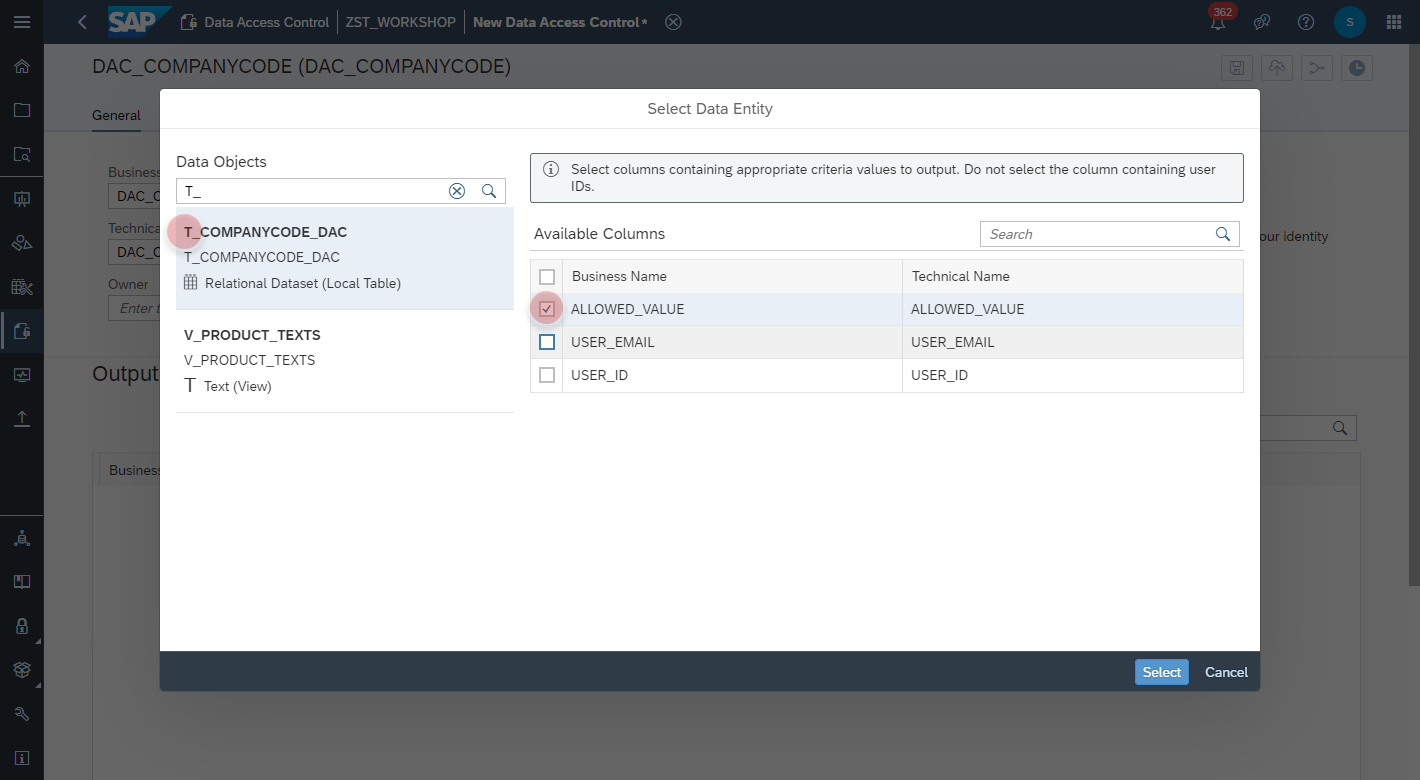 SAP Data Access Control ZST_WORKSHOP New Data Access Control* 362 S
DAC_COMPANYCODE (DAC_COMPANYCODE)
General
Business
DAC_C
Technica
DAC_C
Owner
Enter t
our identity
Output
Business
Select Data Entity
Data Objects
T_
T_COMPANYCODE_DAC
T_COMPANYCODE_DAC
Relational Dataset (Local Table)
V_PRODUCT_TEXTS
V_PRODUCT_TEXTS
T Text (View)
Select columns containing appropriate criteria values to output. Do not select the column containing user
IDs.
Available Columns Search
Business Name Technical Name
ALLOWED_VALUE ALLOWED_VALUE
USER_EMAIL USER_EMAIL
USER_ID USER_ID
Select Cancel